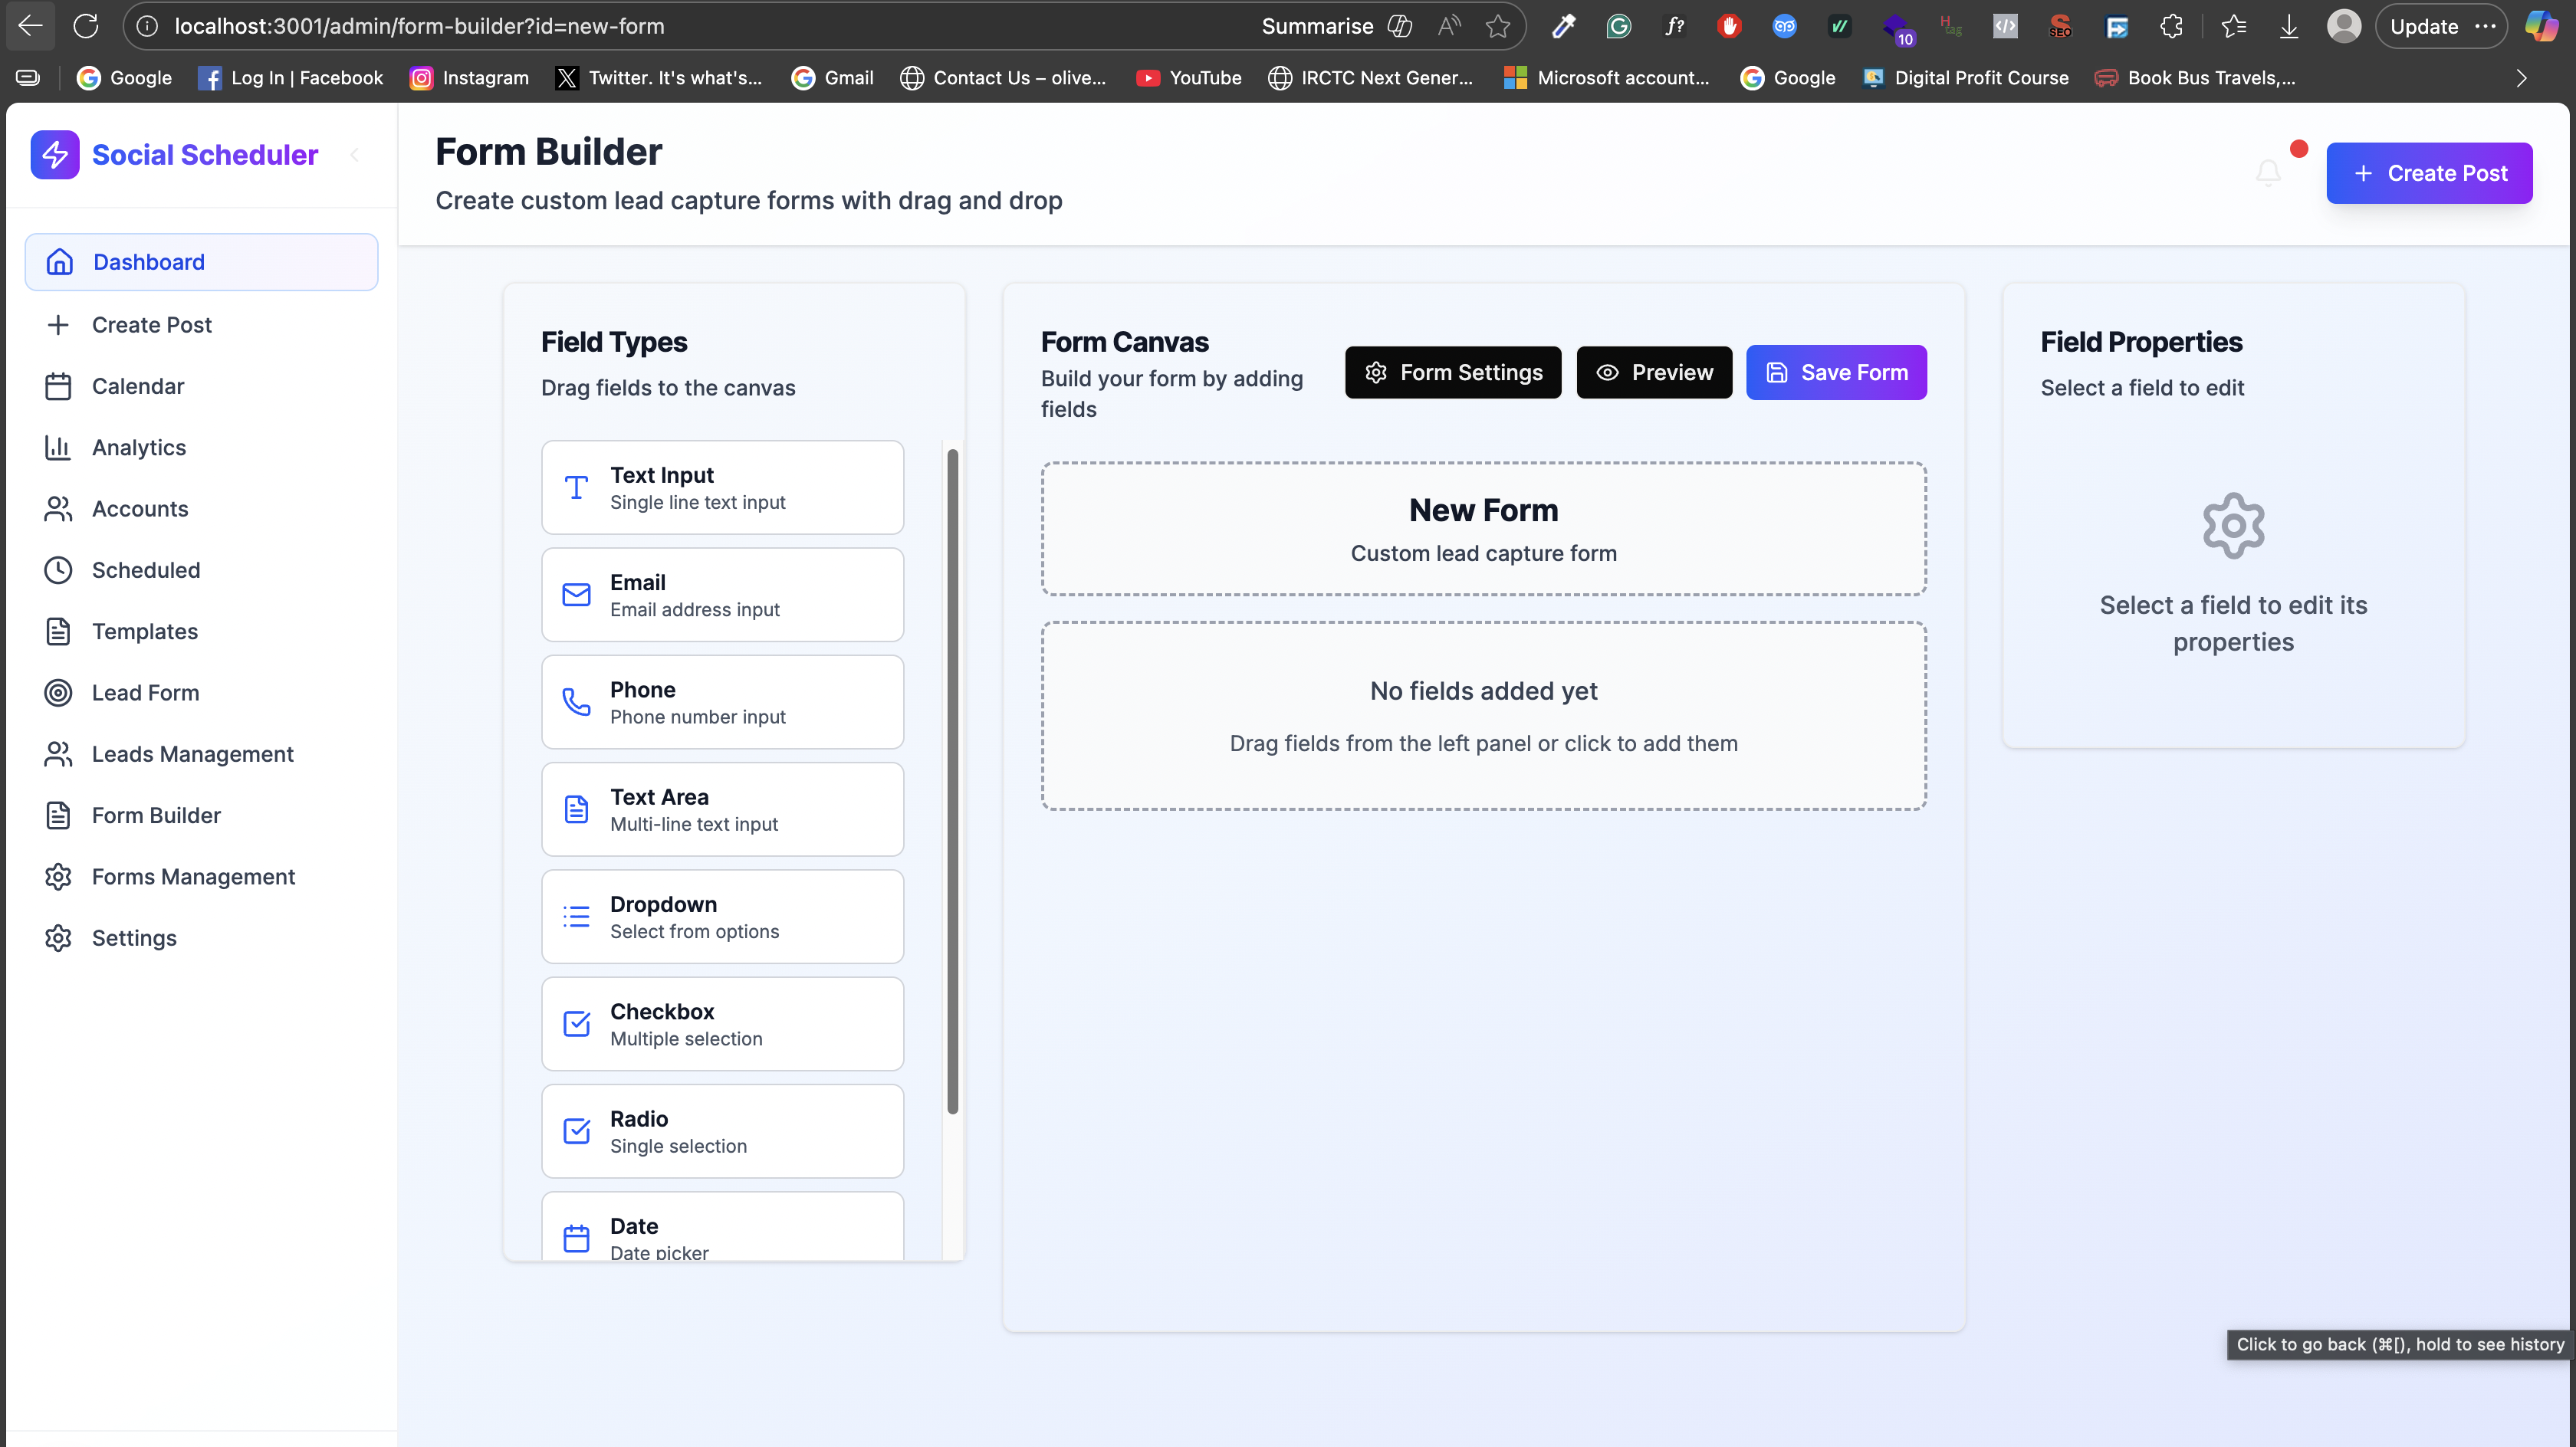 localhost:3001/admin/form-builder?id=new-form
Summarise
10
Update
Google
Log In | Facebook
Instagram
Twitter. It's what's...
Gmail
Contact Us – olive...
YouTube
IRCTC Next Gener...
Microsoft account...
Google
Digital Profit Course
Book Bus Travels,...
Social Scheduler
Dashboard
Create Post
Calendar
Analytics
Accounts
Scheduled
Templates
Lead Form
Leads Management
Form Builder
Forms Management
Settings
Form Builder
Create custom lead capture forms with drag and drop
Create Post
Field Types
Drag fields to the canvas
Text Input
Single line text input
Email
Email address input
Phone
Phone number input
Text Area
Multi-line text input
Dropdown
Select from options
Checkbox
Multiple selection
Radio
Single selection
Date
Date picker
Form Canvas
Build your form by adding
fields
Form Settings
Preview
Save Form
New Form
Custom lead capture form
No fields added yet
Drag fields from the left panel or click to add them
Field Properties
Select a field to edit
Select a field to edit its
properties
Click to go back (⌘[), hold to see history